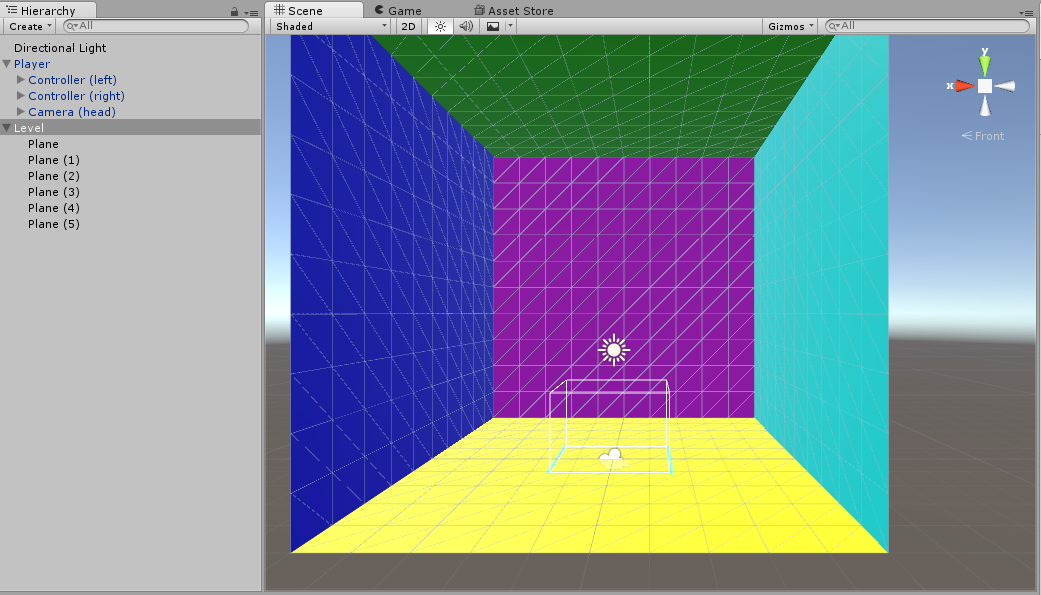 Hierarchy
Create All
Directional Light
Player
Controller (left)
Controller (right)
Camera (head)
Level
Plane
Plane (1)
Plane (2)
Plane (3)
Plane (4)
Plane (5)
Scene Game Asset Store
Shaded 2D Gizmos All
y
x
Front